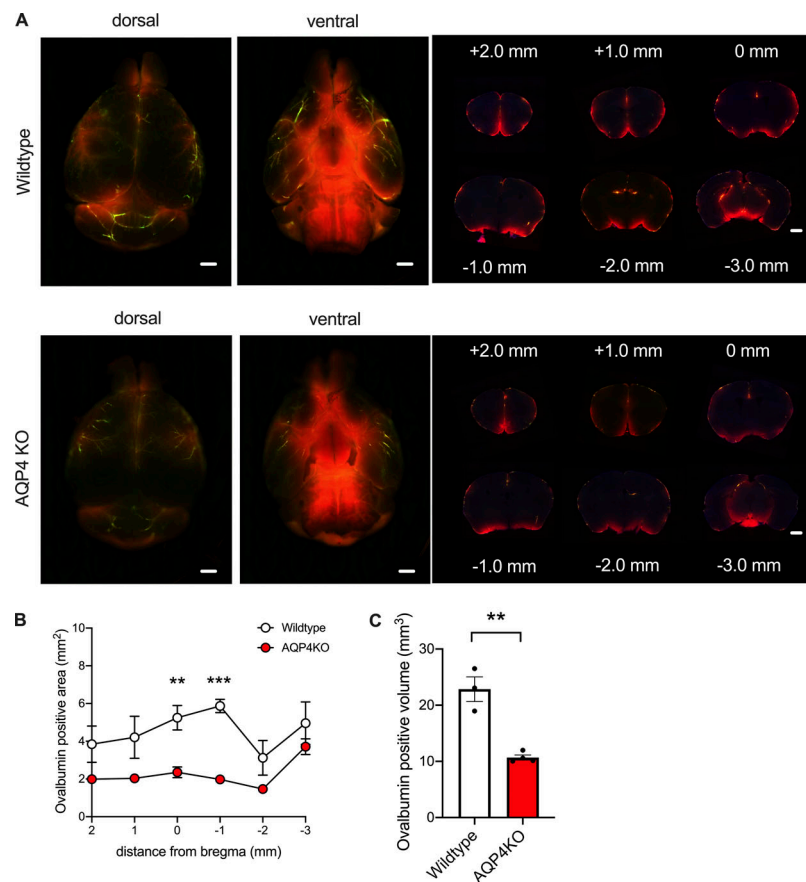 A
dorsal
ventral
Wildtype
+2.0 mm
+1.0 mm
0 mm
-1.0 mm
-2.0 mm
-3.0 mm
dorsal
ventral
AQP4 KO
+2.0 mm
+1.0 mm
0 mm
-1.0 mm
-2.0 mm
-3.0 mm
B
Ovalbumin positive area (mm²)
10
8
6
4
2
0
Wildtype
AQP4KO
**
***
2
1
0
-1
-2
-3
distance from bregma (mm)
C
Ovalbumin positive volume (mm³)
30
20
10
0
**
Wildtype
AQP4KO